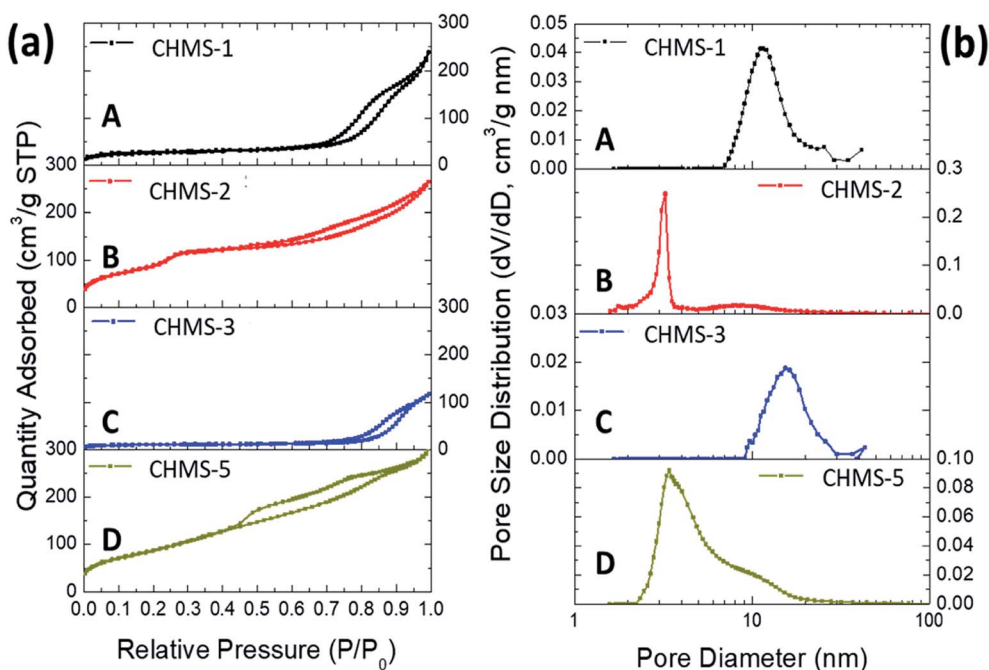 (a)
Quantity Adsorbed (cm³/g STP)
CHMS-1
A
300
200
100
0
CHMS-2
B
300
200
100
0
CHMS-3
C
300
200
100
0
CHMS-5
D
300
200
100
0
0.0 0.1 0.2 0.3 0.4 0.5 0.6 0.7 0.8 0.9 1.0
Relative Pressure (P/P₀)
(b)
Pore Size Distribution (dV/dD, cm³/g nm)
CHMS-1
A
0.05
0.04
0.03
0.02
0.01
0.00
CHMS-2
B
0.3
0.2
0.1
0.0
CHMS-3
C
0.03
0.02
0.01
0.00
CHMS-5
D
0.10
0.08
0.06
0.04
0.02
0.00
1 10 100
Pore Diameter (nm)